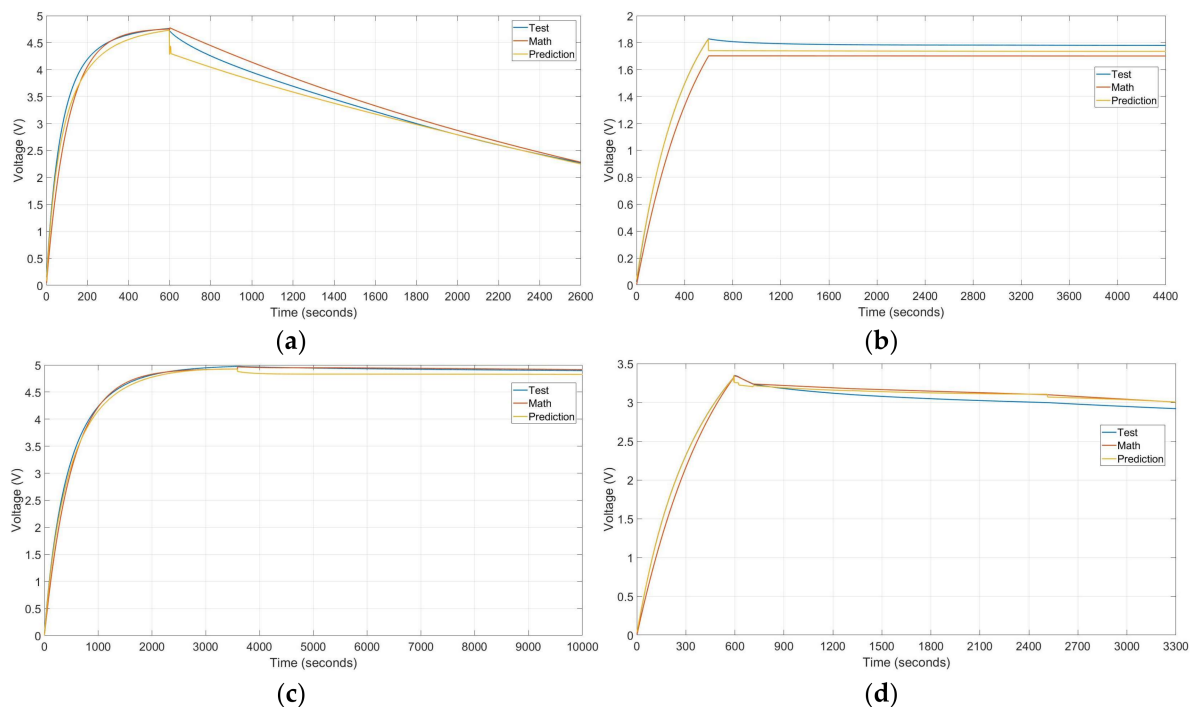 5
4.5
4
3.5
3
2.5
2
1.5
1
0.5
0
Voltage (V)
Test
Math
Prediction
0 200 400 600 800 1000 1200 1400 1600 1800 2000 2200 2400 2600
Time (seconds)
(a)
2
1.8
1.6
1.4
1.2
1
0.8
0.6
0.4
0.2
0
Voltage (V)
Test
Math
Prediction
0 400 800 1200 1600 2000 2400 2800 3200 3600 4000 4400
Time (seconds)
(b)
5
4.5
4
3.5
3
2.5
2
1.5
1
0.5
0
Voltage (V)
Test
Math
Prediction
0 1000 2000 3000 4000 5000 6000 7000 8000 9000 10000
Time (seconds)
(c)
3.5
3
2.5
2
1.5
1
0.5
0
Voltage (V)
Test
Math
Prediction
0 300 600 900 1200 1500 1800 2100 2400 2700 3000 3300
Time (seconds)
(d)